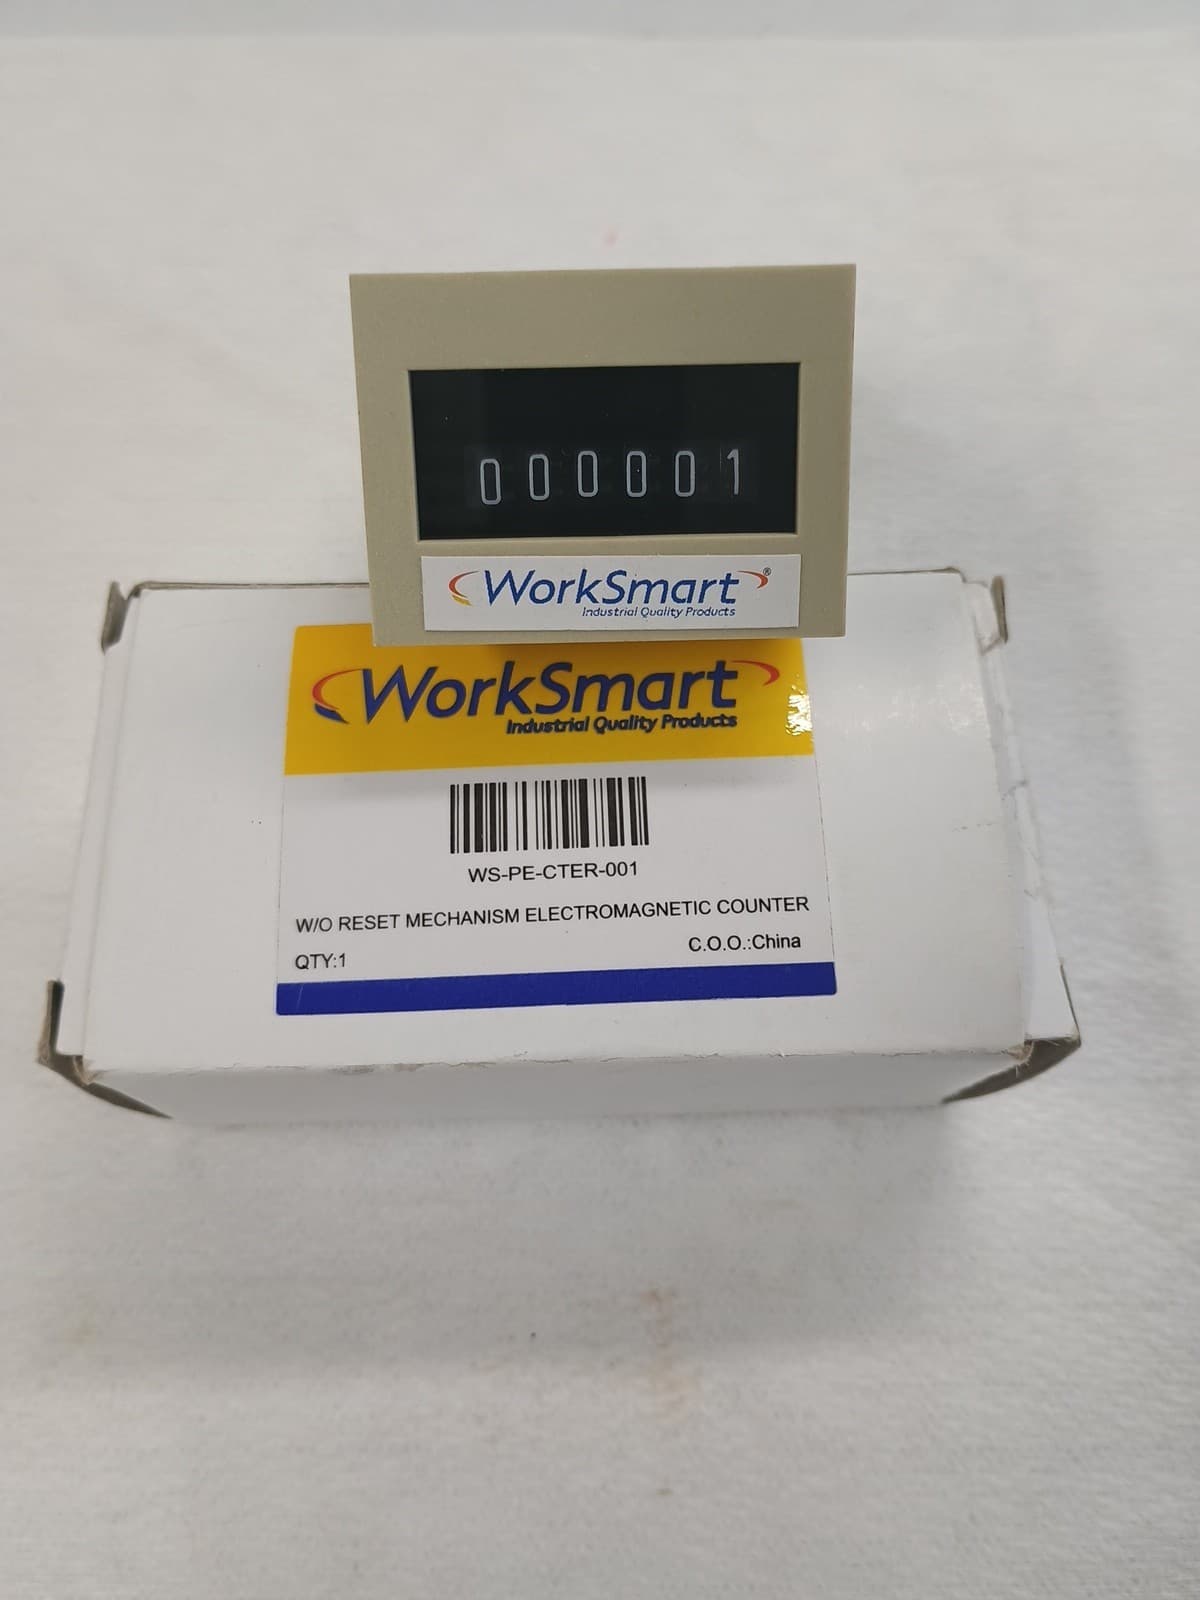 000001
WorkSmart®
Industrial Quality Products
WorkSmart
Industrial Quality Products
WS-PE-CTER-001
W/O RESET MECHANISM ELECTROMAGNETIC COUNTER
QTY:1 C.O.O.:China